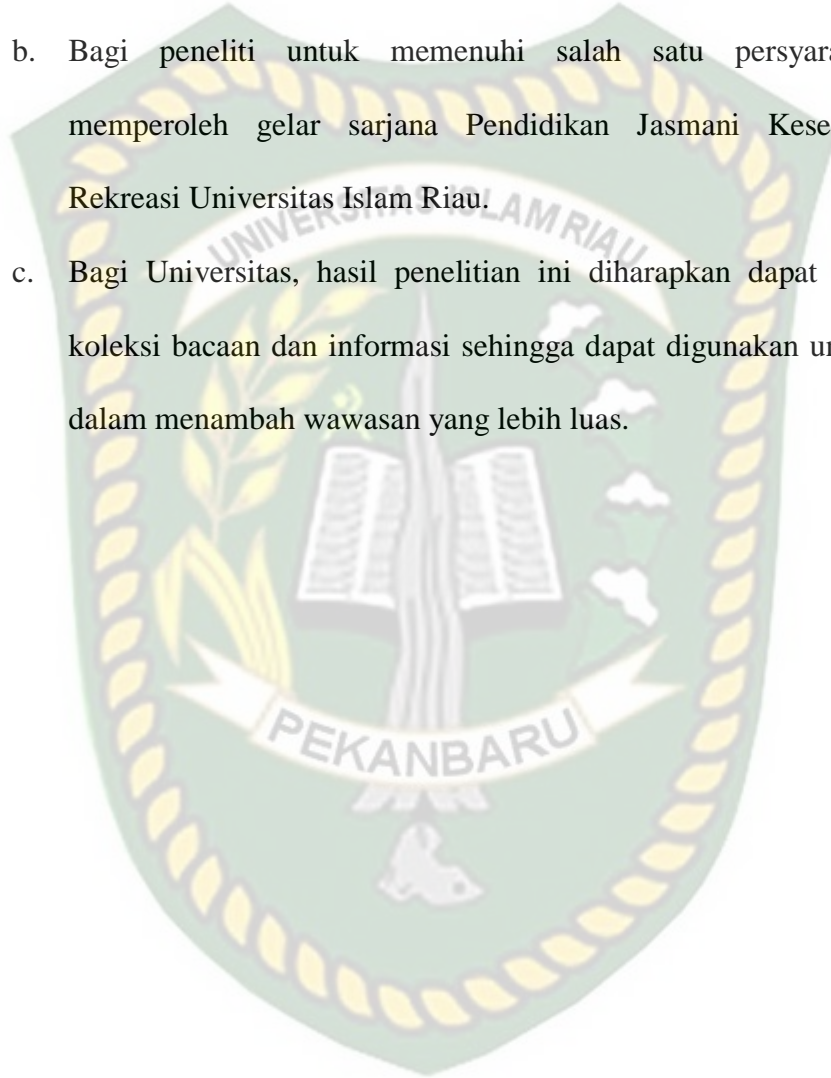 b. Bagi peneliti untuk memenuhi salah satu
memperoleh gelar sarjana Pendidikan Jasmani
Rekreasi Universitas Islam Riau.
UNIVERSITAS ISLAM RIAU
c. Bagi Universitas, hasil penelitian ini diharapkan dapat
koleksi bacaan dan informasi sehingga dapat digunakan
dalam menambah wawasan yang lebih luas.
PEKANBARU